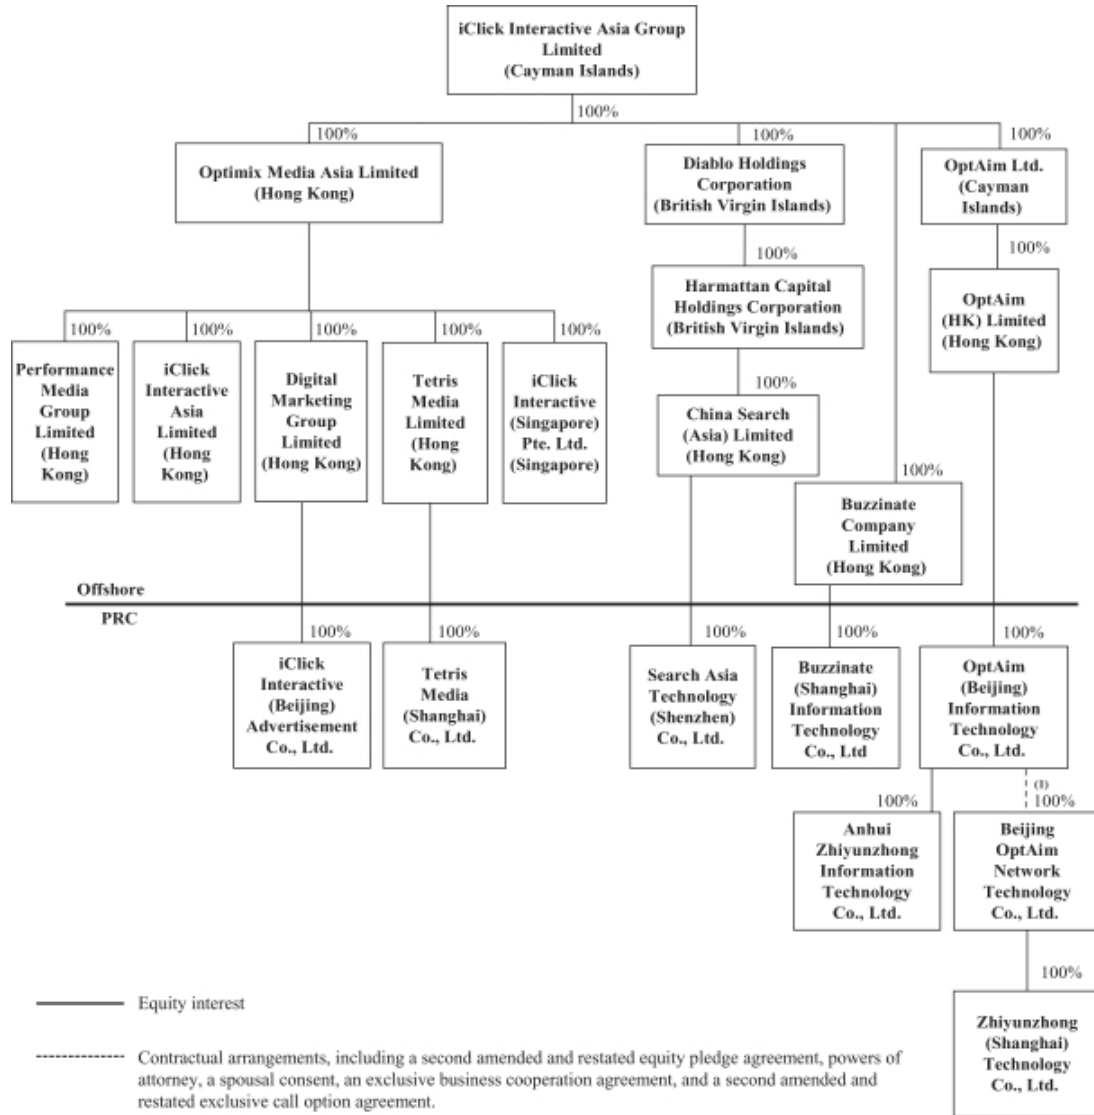 iClick Interactive Asia Group
Limited
(Cayman Islands)
100%
100%
Optimix Media Asia Limited
(Hong Kong)
100%
Diablo Holdings
Corporation
(British Virgin Islands)
100%
OptAim Ltd.
(Cayman
Islands)
100%
Harmattan Capital
Holdings Corporation
(British Virgin Islands)
100%
OptAim
(HK) Limited
(Hong Kong)
100%
Performance
Media
Group
Limited
(Hong
Kong)
100%
iClick
Interactive
Asia
Limited
(Hong
Kong)
100%
Digital
Marketing
Group
Limited
(Hong Kong)
100%
Tetris
Media
Limited
(Hong
Kong)
100%
iClick
Interactive
(Singapore)
Pte. Ltd.
(Singapore)
100%
China Search
(Asia) Limited
(Hong Kong)
100%
Buzzinate
Company
Limited
(Hong Kong)
Offshore
PRC
100%
iClick
Interactive
(Beijing)
Advertisement
Co., Ltd.
100%
Tetris
Media
(Shanghai)
Co., Ltd.
100%
Search Asia
Technology
(Shenzhen)
Co., Ltd.
100%
Buzzinate
(Shanghai)
Information
Technology
Co., Ltd
100%
OptAim
(Beijing)
Information
Technology
Co., Ltd.
100%
Anhui
Zhiyunzhong
Information
Technology
Co., Ltd.
(1)
100%
Beijing
OptAim
Network
Technology
Co., Ltd.
100%
Zhiyunzhong
(Shanghai)
Technology
Co., Ltd.
Equity interest
Contractual arrangements, including a second amended and restated equity pledge agreement, powers of
attorney, a spousal consent, an exclusive business cooperation agreement, and a second amended and
restated exclusive call option agreement.